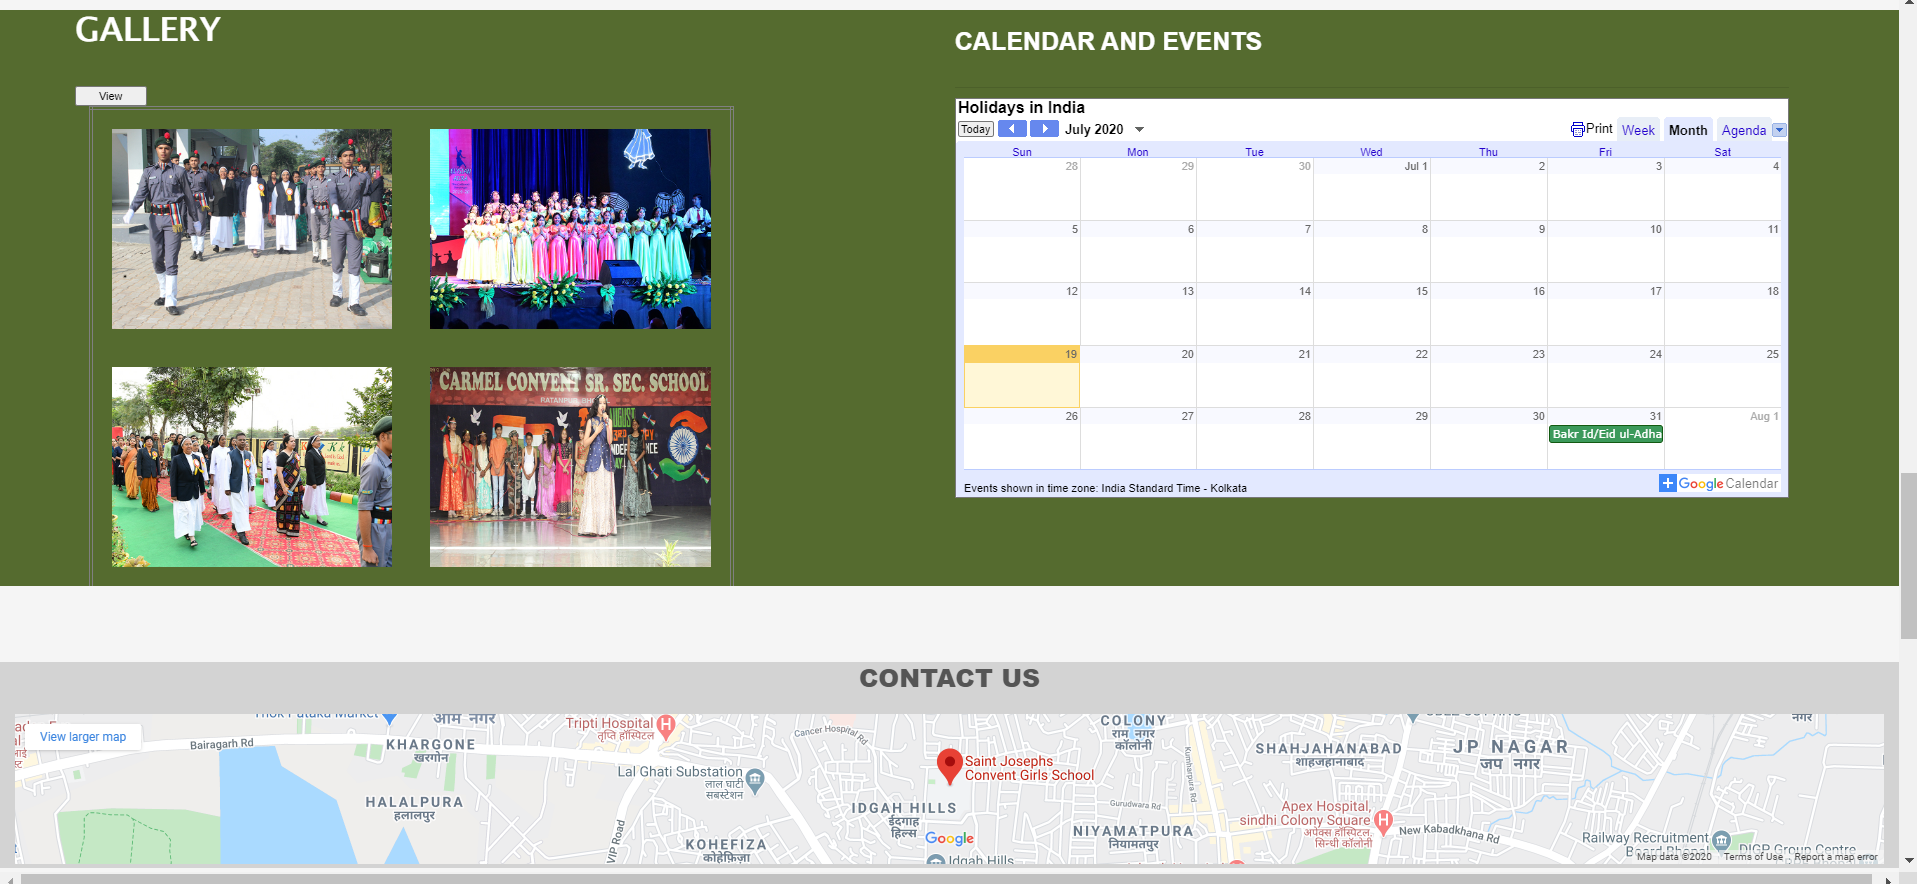 GALLERY
View
CARMEL CONVENT SR. SEC. SCHOOL
CALENDAR AND EVENTS
Holidays in India
Today
July 2020
Print
Week
Month
Agenda
Sun Mon Tue Wed Thu Fri Sat
28 29 30 Jul 1 2 3 4
5 6 7 8 9 10 11
12 13 14 15 16 17 18
19 20 21 22 23 24 25
26 27 28 29 30 31 Aug 1
Bakr Id/Eid ul-Adha
Events shown in time zone: India Standard Time - Kolkata
Google Calendar
CONTACT US
View larger map
Bairagarh Rd
आम नगर
KHARGONE
खरगोन
Tripti Hospital
तृप्ति हॉस्पिटल
Cancer Hospital Rd
COLONY
राम नगर
कॉलोनी
SHAHJAHANABAD
शाहजहानाबाद
JP NAGAR
जप नगर
नगर
Saint Josephs
Convent Girls School
Lal Ghati Substation
लाल घाटी
सबस्टेशन
Kumharpura Rd
HALALPURA
हलालपुर
IDGAH HILLS
ईदगाह
हिल्स
Gurudwara Rd
Apex Hospital,
sindhi Colony Square
अपेक्स हॉस्पिटल,
सिन्धी कॉलोनी
New Kabadkhana Rd
NIYAMATPURA
नियामतपुर
VIP Road
KOHEFIZA
कोहेफ़िज़ा
Google
Idgah Hills
Railway Recruitment
Map data ©2020
Terms of Use
Report a map error